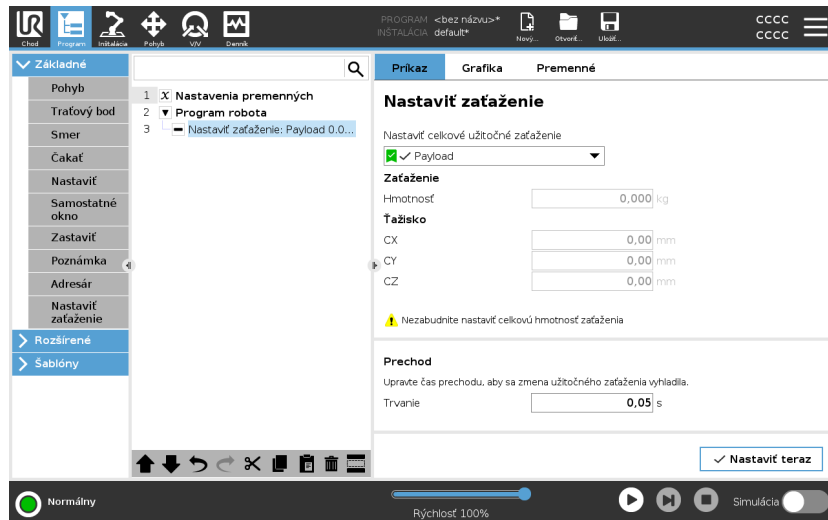 UR
PROGRAM <bez názvu>*
INŠTALÁCIA default*
Chod
Program
Inštalácia
Pohyb
V/V
Denník
Nový...
Otvoriť...
Uložiť...
cccc
cccc
Základné
Pohyb
Traťový bod
Smer
Čakať
Nastaviť
Samostatné
okno
Zastaviť
Poznámka
Adresár
Nastaviť
zaťaženie
Rozšírené
Šablóny
1 X Nastavenia premenných
2 Program robota
3 Nastaviť zaťaženie: Payload 0.0...
Príkaz Grafika Premenné
Nastaviť zaťaženie
Nastaviť celkové užitočné zaťaženie
Payload
Zaťaženie
Hmotnosť 0,000 kg
Ťažisko
CX 0,00 mm
CY 0,00 mm
CZ 0,00 mm
Nezabudnite nastaviť celkovú hmotnosť zaťaženia
Prechod
Upravte čas prechodu, aby sa zmena užitočného zaťaženia vyhladila.
Trvanie 0,05 s
Nastaviť teraz
Normálny
Rýchlosť 100%
Simulácia